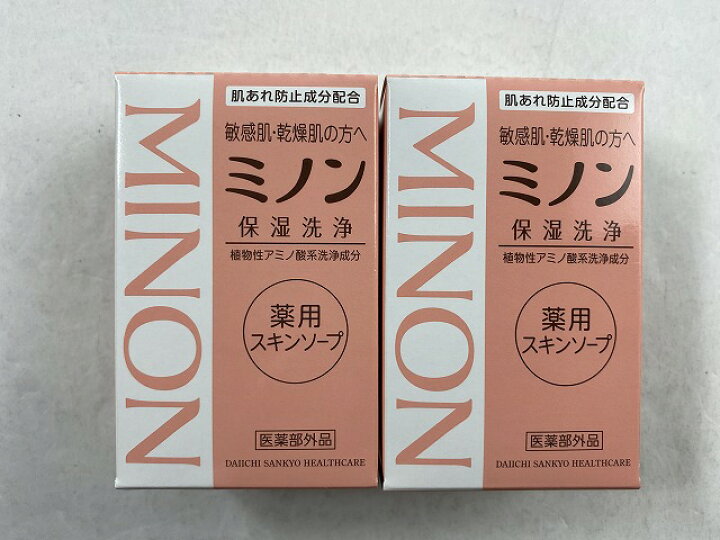 MINON
肌あれ防止成分配合
敏感肌・乾燥肌の方へ
ミノン
保湿洗浄
植物性アミノ酸系洗浄成分
薬用
スキンソープ
医薬部外品
DAIICHI SANKYO HEALTHCARE
MINON
肌あれ防止成分配合
敏感肌・乾燥肌の方へ
ミノン
保湿洗浄
植物性アミノ酸系洗浄成分
薬用
スキンソープ
医薬部外品
DAIICHI SANKYO HEALTHCARE